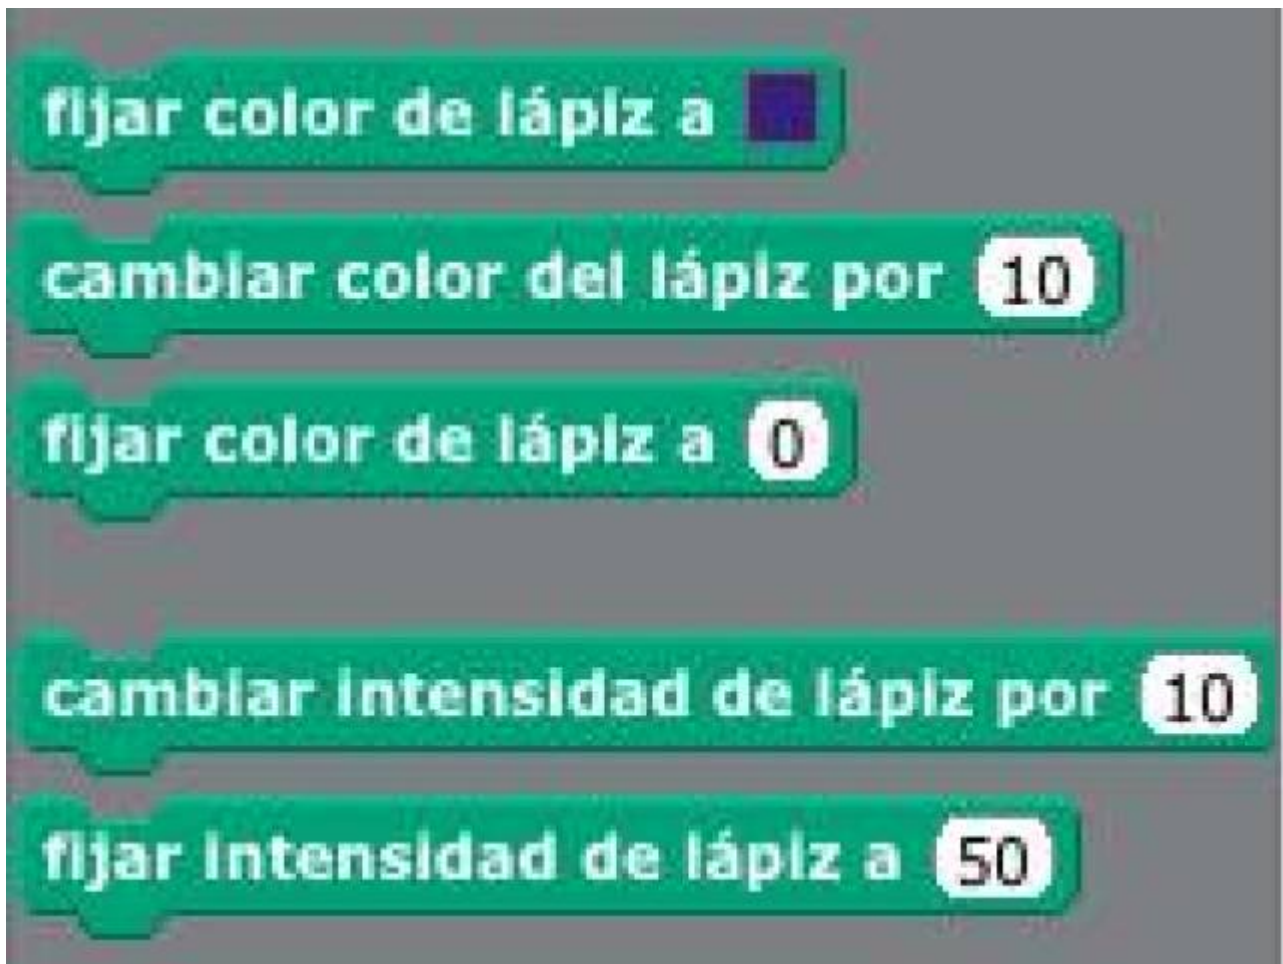 fijar color de lápiz a
cambiar color del lápiz por 10
fijar color de lápiz a 0
cambiar intensidad de lápiz por 10
fijar intensidad de lápiz a 50